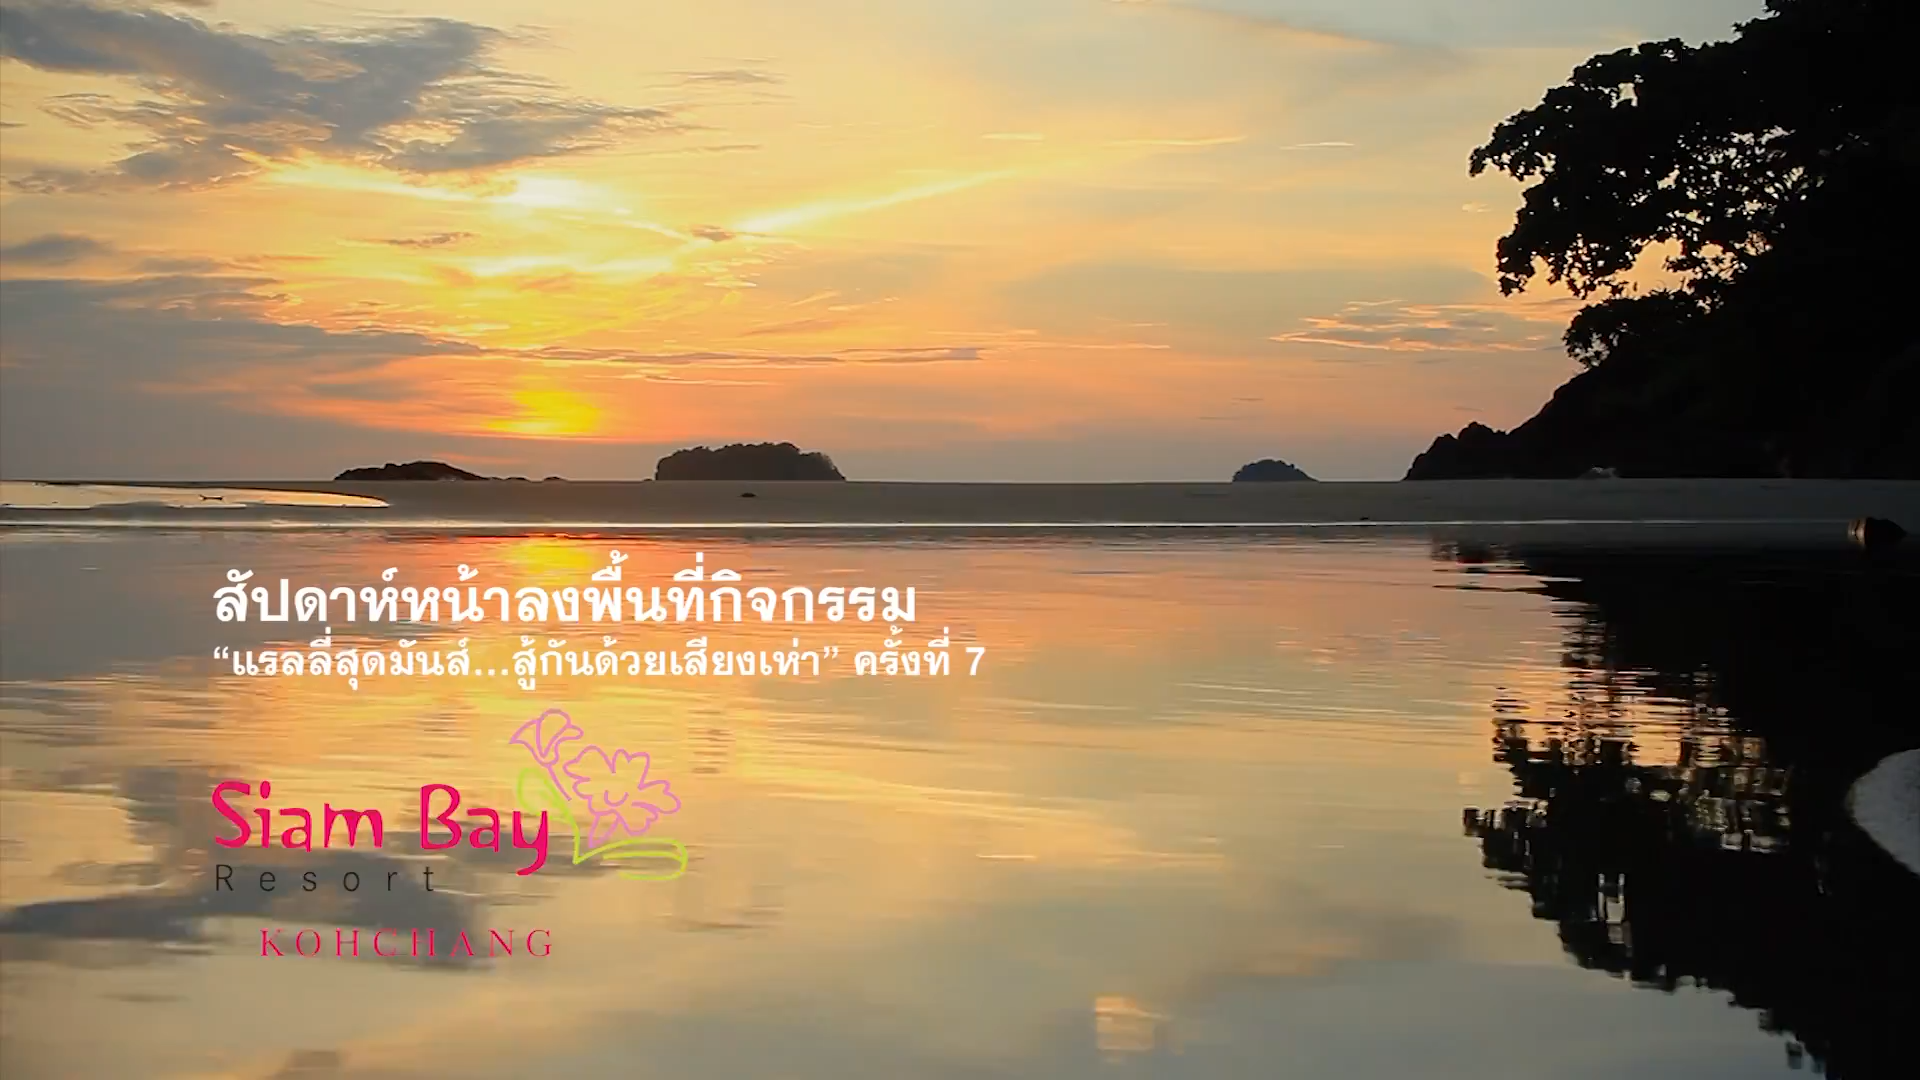 สัปดาห์หน้าลงพื้นที่กิจกรรม
“แรลลี่สุดมันส์...สู้กันด้วยเสียงเห่า” ครั้งที่ 7
Siam Bay
Resort
KOHCHANG